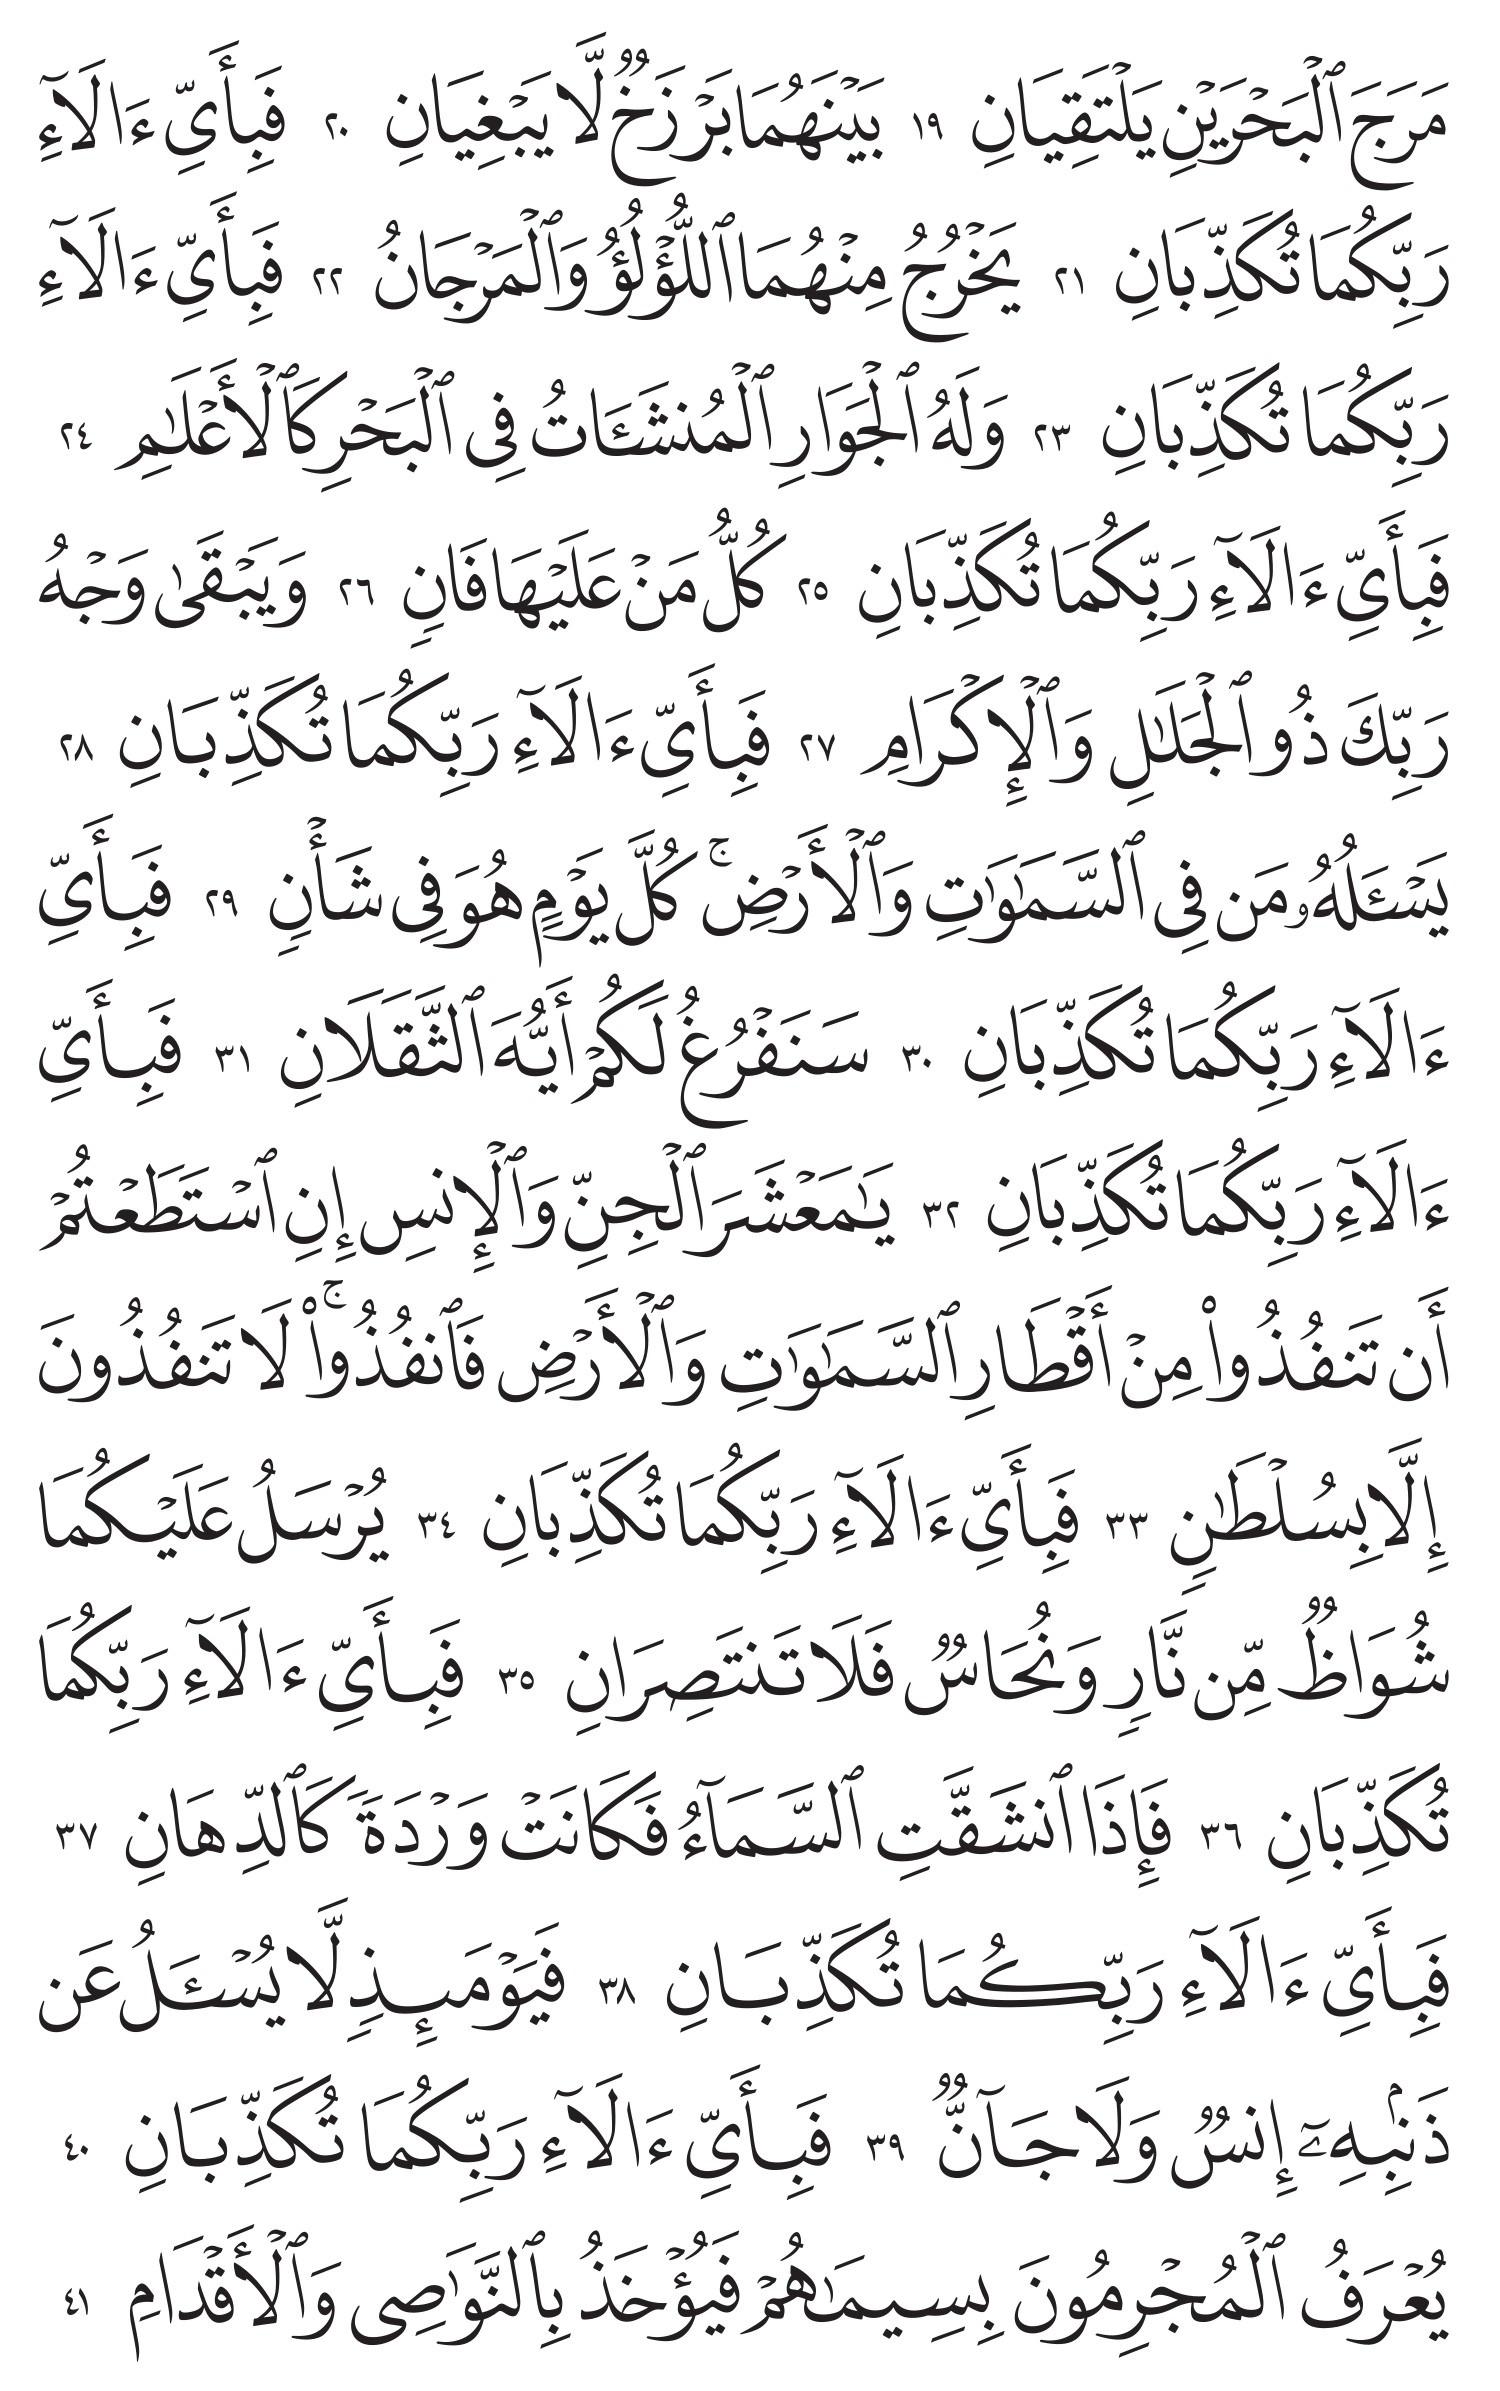 مَرَجَ ٱلْبَحْرَيْنِ يَلْتَقِيَانِ ١٩ بَيْنَهُمَا بَرْزَخٌ لَّا يَبْغِيَانِ ٢٠ فَبِأَىِّ ءَالَآءِ
رَبِّكُمَا تُكَذِّبَانِ ٢١ يَخْرُجُ مِنْهُمَا ٱللُّؤْلُؤُ وَٱلْمَرْجَانُ ٢٢ فَبِأَىِّ ءَالَآءِ
رَبِّكُمَا تُكَذِّبَانِ ٢٣ وَلَهُ ٱلْجَوَارِ ٱلْمُنشَـَٔاتُ فِى ٱلْبَحْرِ كَٱلْأَعْلَـٰمِ ٢٤
فَبِأَىِّ ءَالَآءِ رَبِّكُمَا تُكَذِّبَانِ ٢٥ كُلُّ مَنْ عَلَيْهَا فَانٍ ٢٦ وَيَبْقَىٰ وَجْهُ
رَبِّكَ ذُو ٱلْجَلَـٰلِ وَٱلْإِكْرَامِ ٢٧ فَبِأَىِّ ءَالَآءِ رَبِّكُمَا تُكَذِّبَانِ ٢٨
يَسْـَٔلُهُۥ مَن فِى ٱلسَّمَـٰوَٰتِ وَٱلْأَرْضِ ۚ كُلَّ يَوْمٍ هُوَ فِى شَأْنٍ ٢٩ فَبِأَىِّ
ءَالَآءِ رَبِّكُمَا تُكَذِّبَانِ ٣٠ سَنَفْرُغُ لَكُمْ أَيُّهَ ٱلثَّقَلَانِ ٣١ فَبِأَىِّ
ءَالَآءِ رَبِّكُمَا تُكَذِّبَانِ ٣٢ يَـٰمَعْشَرَ ٱلْجِنِّ وَٱلْإِنسِ إِنِ ٱسْتَطَعْتُمْ
أَن تَنفُذُوا۟ مِنْ أَقْطَارِ ٱلسَّمَـٰوَٰتِ وَٱلْأَرْضِ فَٱنفُذُوا۟ ۚ لَا تَنفُذُونَ
إِلَّا بِسُلْطَـٰنٍ ٣٣ فَبِأَىِّ ءَالَآءِ رَبِّكُمَا تُكَذِّبَانِ ٣٤ يُرْسَلُ عَلَيْكُمَا
شُوَاظٌ مِّن نَّارٍ وَنُحَاسٌ فَلَا تَنتَصِرَانِ ٣٥ فَبِأَىِّ ءَالَآءِ رَبِّكُمَا
تُكَذِّبَانِ ٣٦ فَإِذَا ٱنشَقَّتِ ٱلسَّمَآءُ فَكَانَتْ وَرْدَةً كَٱلدِّهَانِ ٣٧
فَبِأَىِّ ءَالَآءِ رَبِّكُمَا تُكَذِّبَانِ ٣٨ فَيَوْمَئِذٍ لَّا يُسْـَٔلُ عَن
ذَنۢبِهِۦٓ إِنسٌ وَلَا جَآنٌّ ٣٩ فَبِأَىِّ ءَالَآءِ رَبِّكُمَا تُكَذِّبَانِ ٤٠
يُعْرَفُ ٱلْمُجْرِمُونَ بِسِيمَـٰهُمْ فَيُؤْخَذُ بِٱلنَّوَٰصِى وَٱلْأَقْدَامِ ٤١